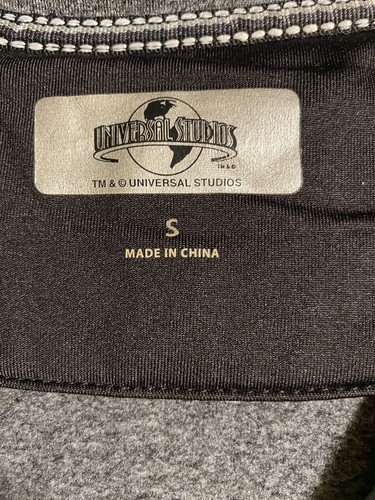 UNIVERSAL STUDIOS
TM & ©
TM & © UNIVERSAL STUDIOS
S
MADE IN CHINA